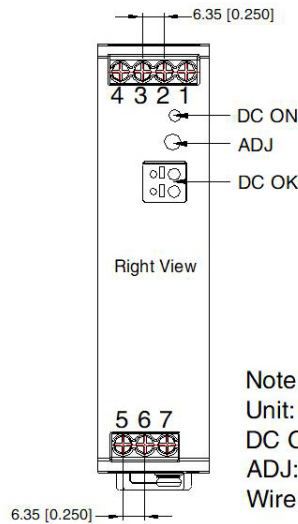 6.35 [0.250]
4 3 2 1
DC ON
ADJ
DC OK
Right View
5 6 7
6.35 [0.250]
Note
Unit:
DC
ADJ:
Wire